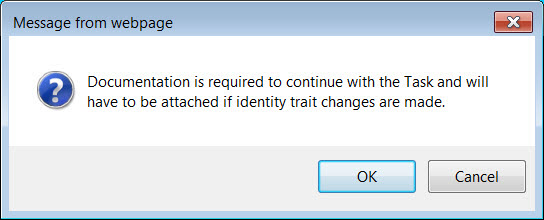 Message from webpage
Documentation is required to continue with the Task and will
have to be attached if identity trait changes are made.
OK
Cancel